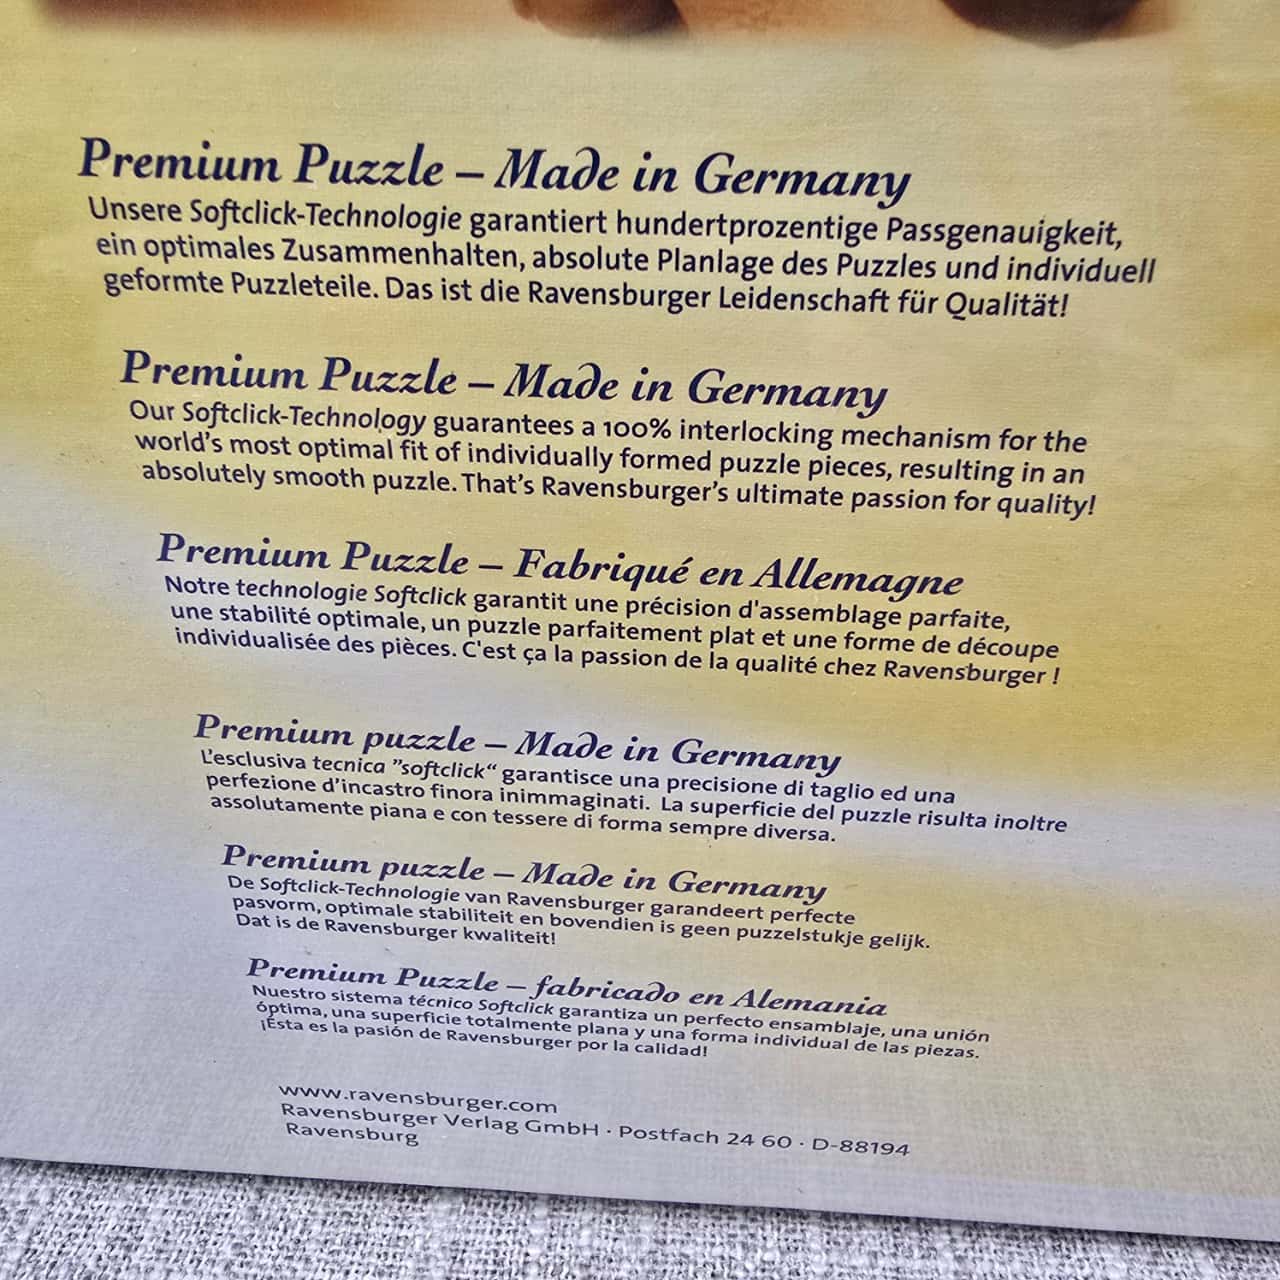 Premium Puzzle – Made in Germany
Unsere Softclick-Technologie garantiert hundertprozentige Passgenauigkeit,
ein optimales Zusammenhalten, absolute Planlage des Puzzles und individuell
geformte Puzzleteile. Das ist die Ravensburger Leidenschaft für Qualität!
Premium Puzzle – Made in Germany
Our Softclick-Technology guarantees a 100% interlocking mechanism for the
world's most optimal fit of individually formed puzzle pieces, resulting in an
absolutely smooth puzzle. That's Ravensburger's ultimate passion for quality!
Premium Puzzle – Fabriqué en Allemagne
Notre technologie Softclick garantit une précision d'assemblage parfaite,
une stabilité optimale, un puzzle parfaitement plat et une forme de découpe
individualisée des pièces. C'est ça la passion de la qualité chez Ravensburger !
Premium puzzle – Made in Germany
L'esclusiva tecnica ”softclick“ garantisce una precisione di taglio ed una
perfezione d'incastro finora inimmaginati. La superficie del puzzle risulta inoltre
assolutamente piana e con tessere di forma sempre diversa.
Premium puzzle – Made in Germany
De Softclick-Technologie van Ravensburger garandeert perfecte
pasvorm, optimale stabiliteit en bovendien is geen puzzelstukje gelijk.
Dat is de Ravensburger kwaliteit!
Premium Puzzle – fabricado en Alemania
Nuestro sistema técnico Softclick garantiza un perfecto ensamblaje, una unión
óptima, una superficie totalmente plana y una forma individual de las piezas.
¡Ésta es la pasión de Ravensburger por la calidad!
www.ravensburger.com
Ravensburger Verlag GmbH · Postfach 24 60 · D-88194
Ravensburg